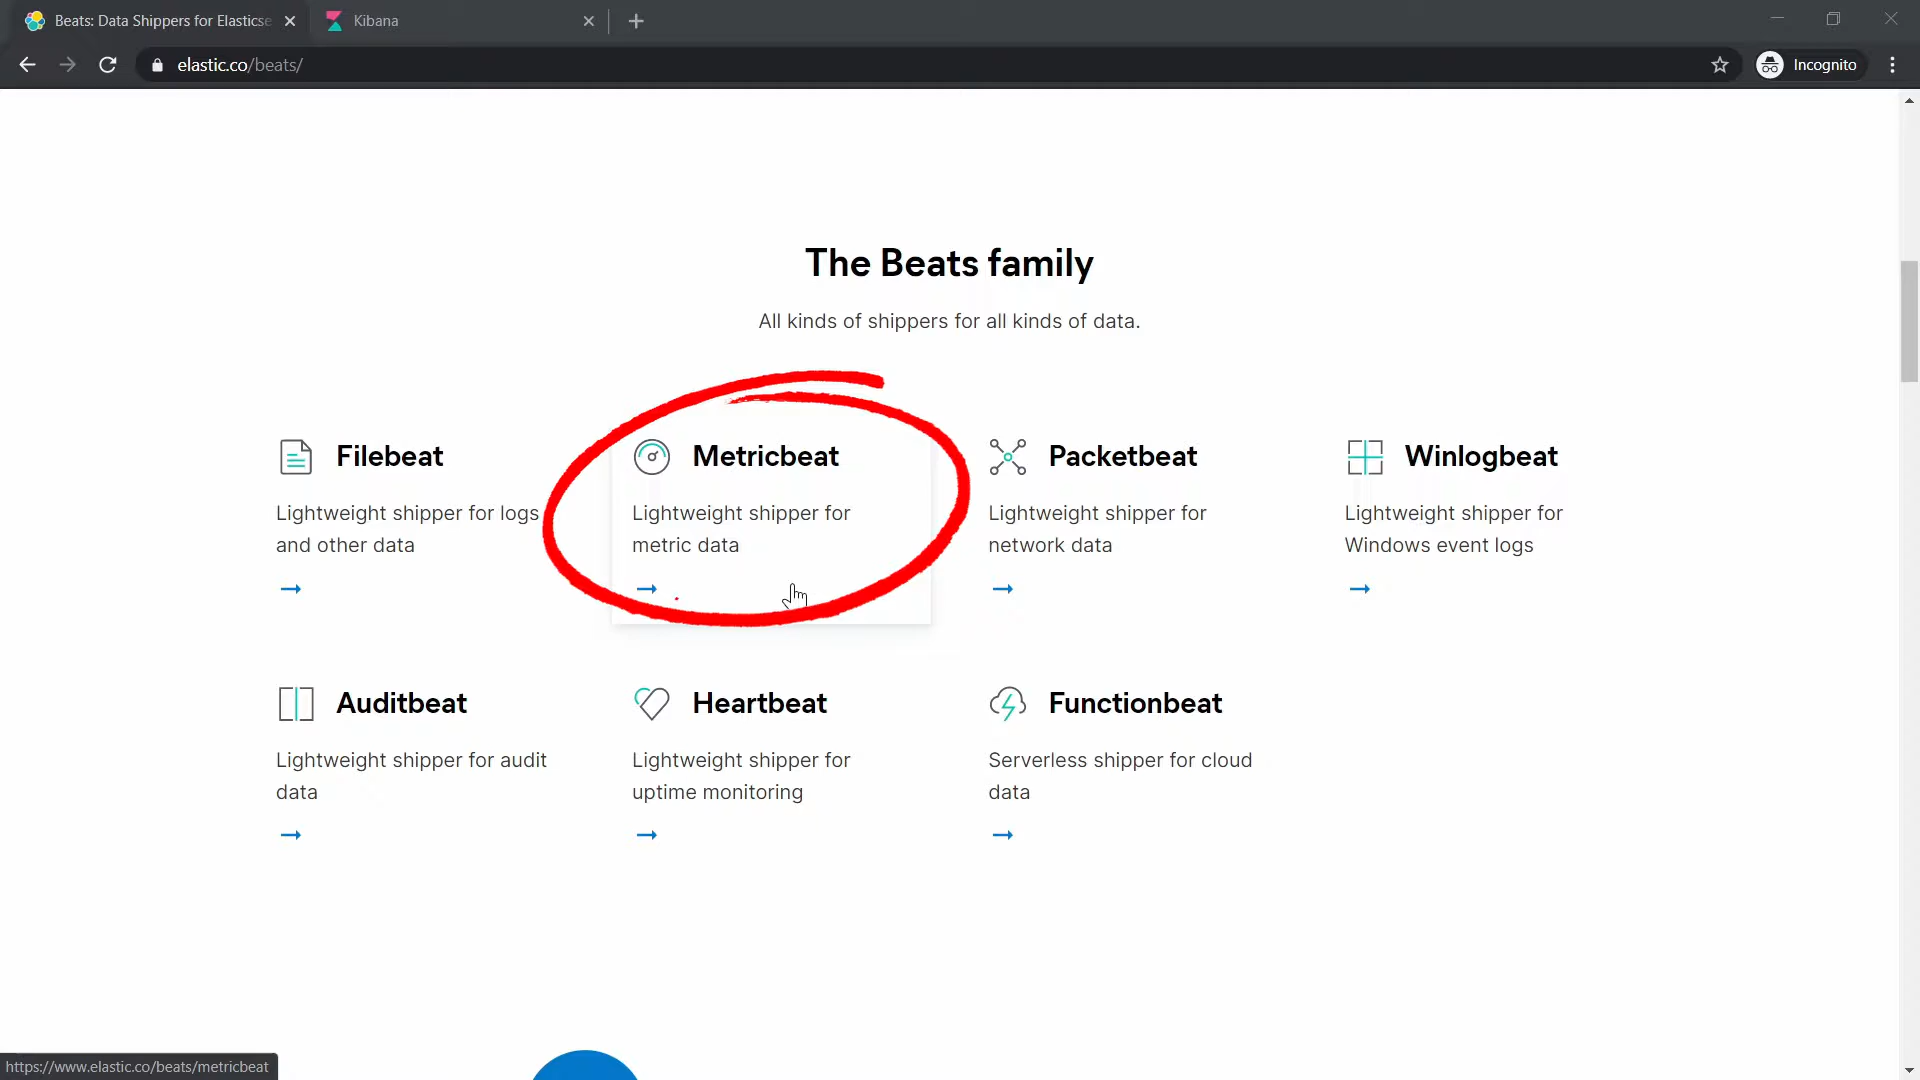 Beats: Data Shippers for Elasticse
Kibana
elastic.co/beats/
Incognito
The Beats family
All kinds of shippers for all kinds of data.
Filebeat
Lightweight shipper for logs
and other data
Metricbeat
Lightweight shipper for
metric data
Packetbeat
Lightweight shipper for
network data
Winlogbeat
Lightweight shipper for
Windows event logs
Auditbeat
Lightweight shipper for audit
data
Heartbeat
Lightweight shipper for
uptime monitoring
Functionbeat
Serverless shipper for cloud
data
https://www.elastic.co/beats/metricbeat